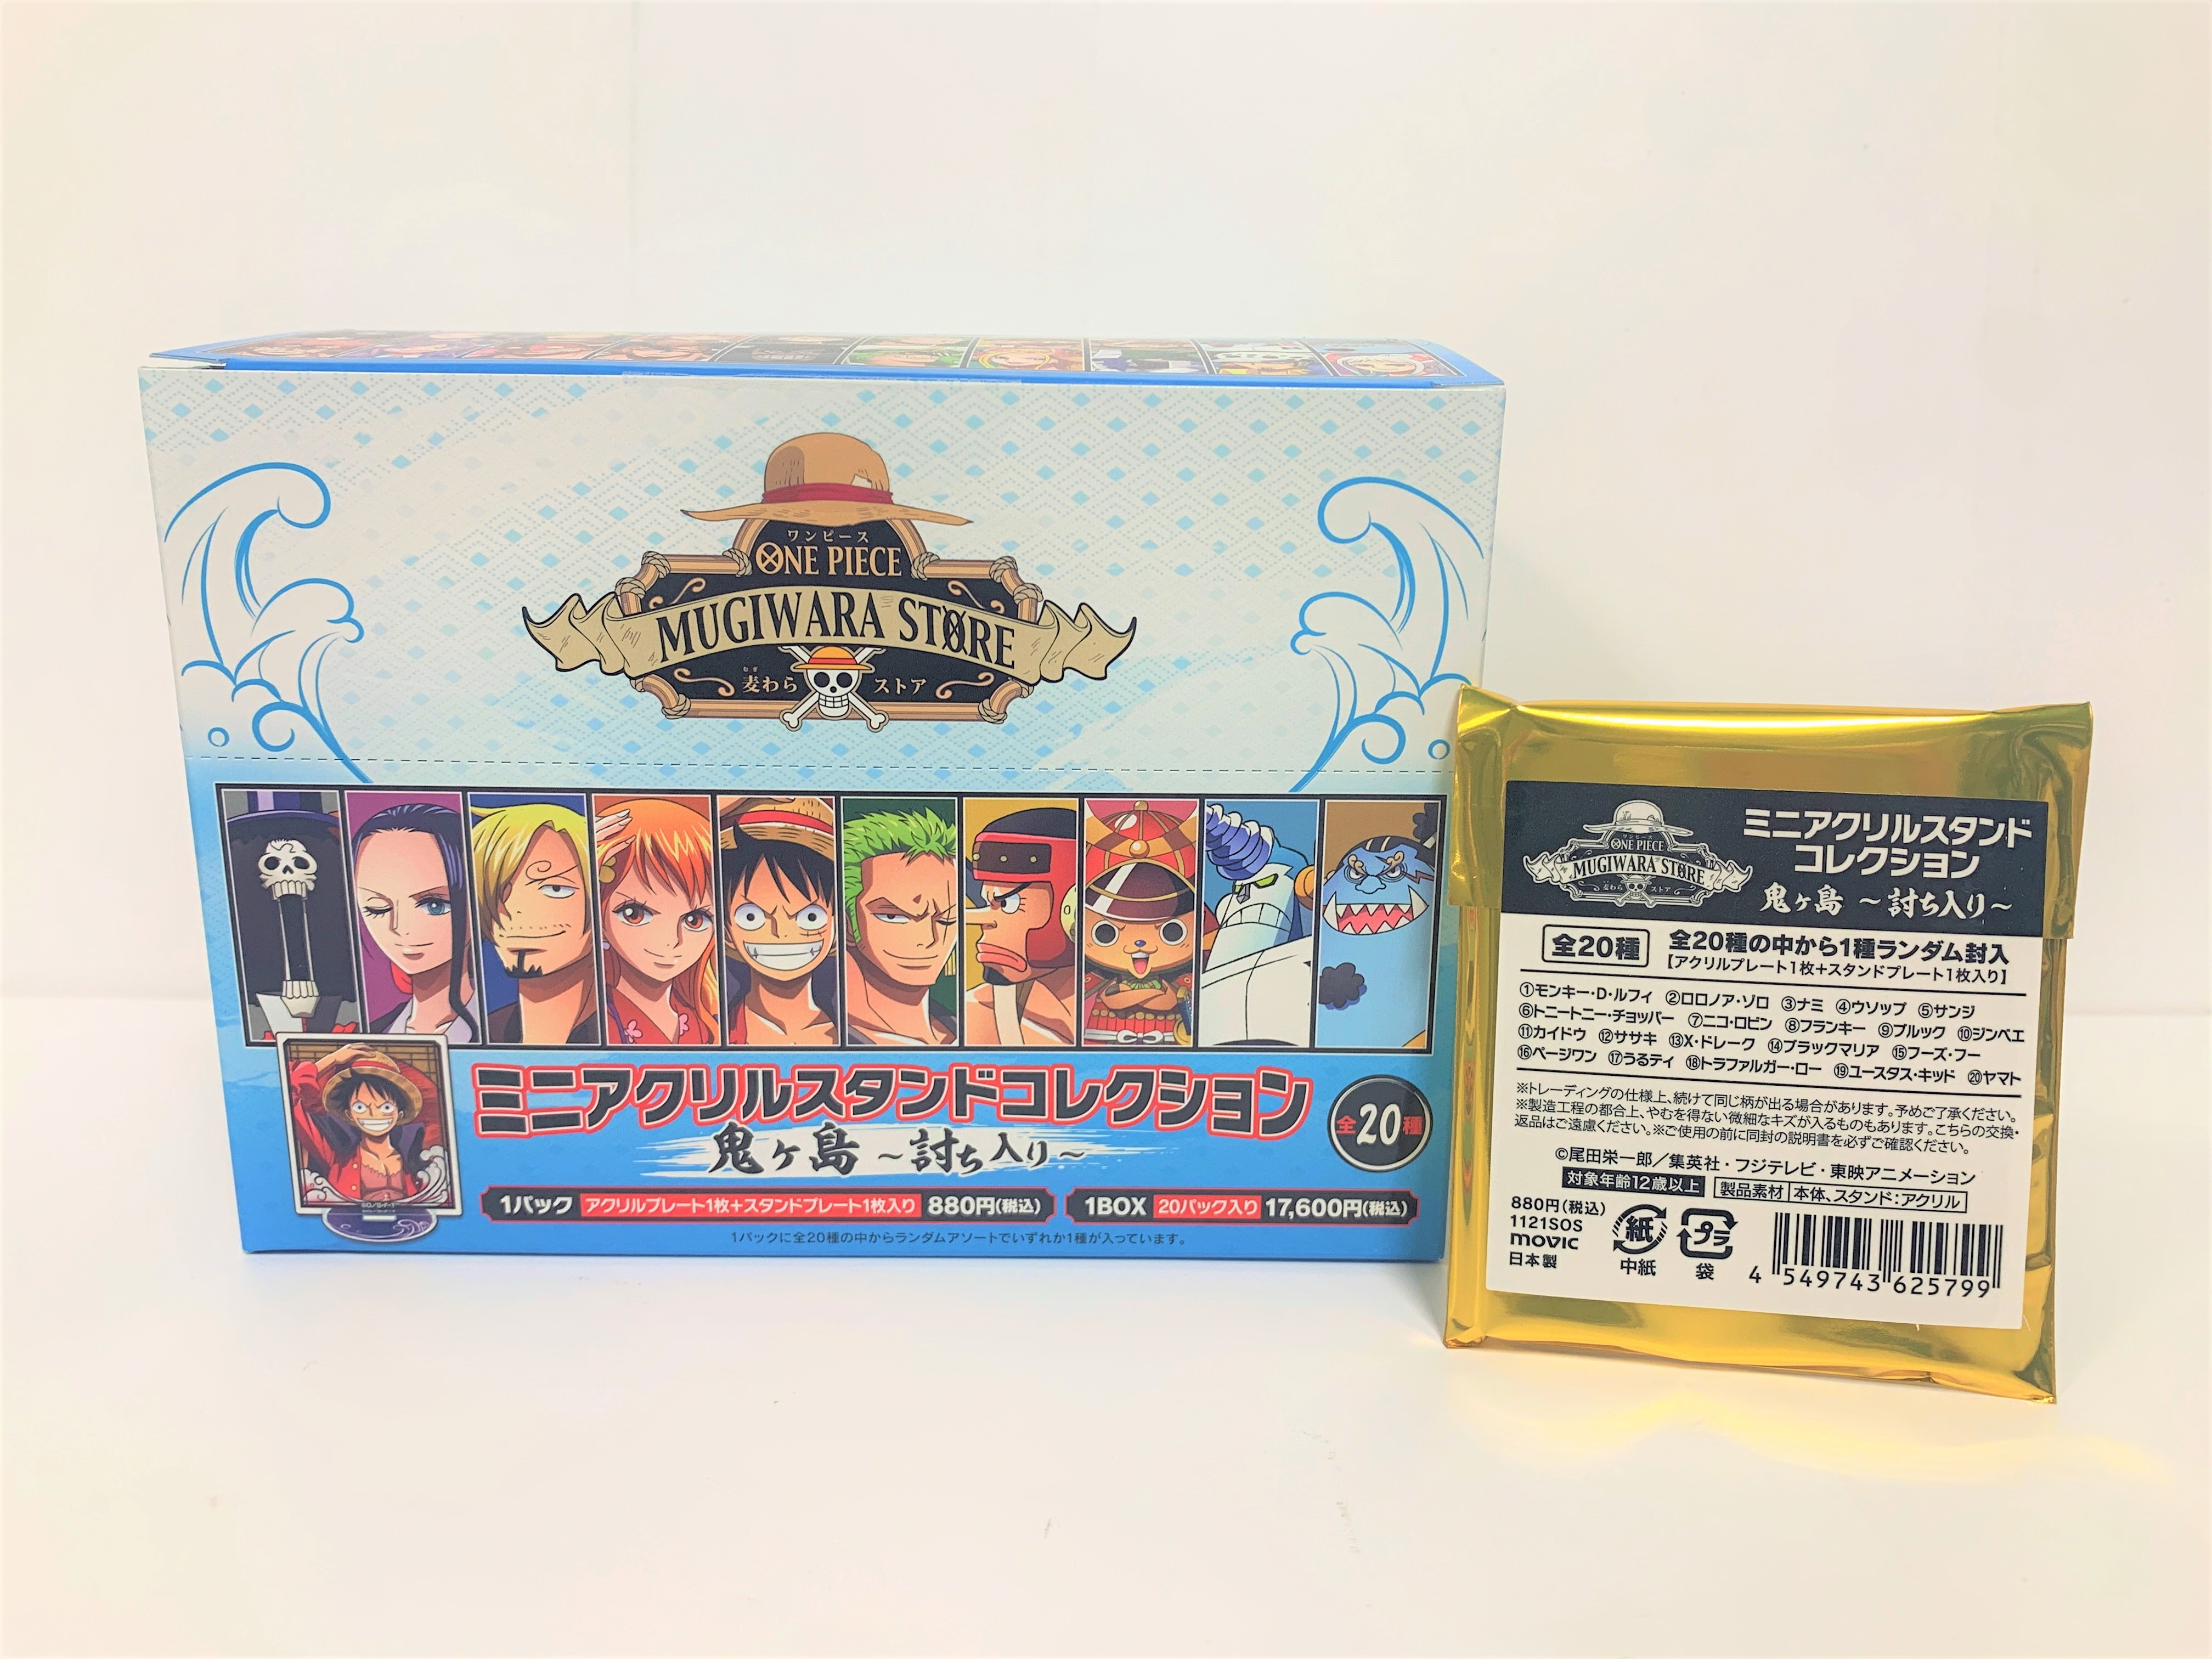 ワンピース
ONE PIECE
MUGIWARA STORE
むぎ
麦わら ストア
ミニアクリルスタンドコレクション
全20種
鬼ヶ島 ~討ち入り~
1パック アクリルプレート1枚+スタンドプレート1枚入り 880円(税込)
1BOX 20パック入り 17,600円(税込)
1パックに全20種の中からランダムアソートでいずれか1種が入っています。
ワンピース
ONE PIECE
MUGIWARA STORE
麦わら ストア
ミニアクリルスタンド
コレクション
鬼ヶ島 ~討ち入り~
全20種 全20種の中から1種ランダム封入
【アクリルプレート1枚+スタンドプレート1枚入り】
①モンキー・D・ルフィ ②ロロノア・ゾロ ③ナミ ④ウソップ ⑤サンジ
⑥トニートニー・チョッパー ⑦ニコ・ロビン ⑧フランキー ⑨ブルック ⑩ジンベエ
⑪カイドウ ⑫ササキ ⑬X・ドレーク ⑭ブラックマリア ⑮フーズ・フー
⑯ページワン ⑰うるティ ⑱トラファルガー・ロー ⑲ユースタス・キッド ⑳ヤマト
※トレーディングの仕様上、続けて同じ柄が出る場合があります。予めご了承ください。
※製造工程の都合上、やむを得ない微細なキズが入るものもあります。こちらの交換・
返品はご遠慮ください。※ご使用の前に同封の説明書を必ずご確認ください。
©尾田栄一郎/集英社・フジテレビ・東映アニメーション
対象年齢12歳以上 製品素材 本体、スタンド:アクリル
880円(税込)
1121SOS
movic
日本製
紙
中紙
プラ
袋
4 549743 625799